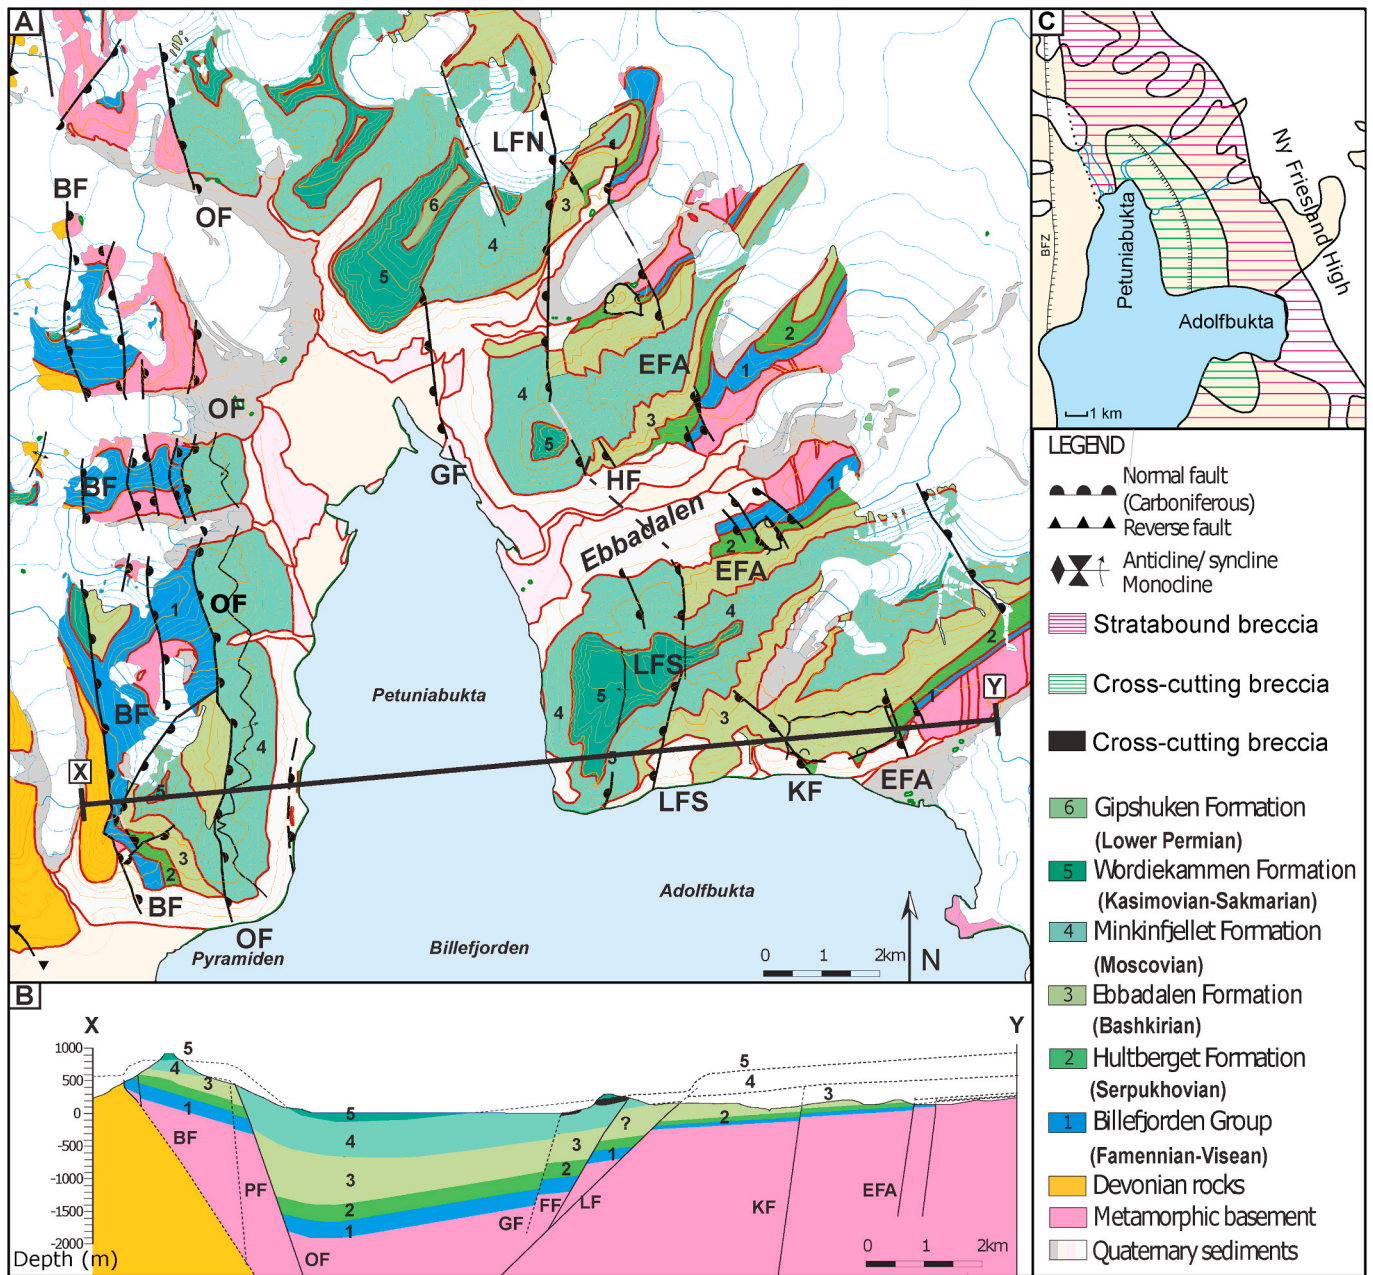 A
LFN
BF
OF
6
3
4
5
2
EFA
1
4
OF
3
5
GF
HF
BF
1
Ebbadalen
2
EFA
1
OF
4
2
LFS
Petuniabukta
5
BF
4
3
1
Y
4
X
5
5
EFA
KF
LFS
3
2
Adolfbukta
BF
OF
Billefjorden
Pyramiden
0 1 2km
N
B
X
Y
1000
500
0
-500
-1000
-1500
-2000
Depth (m)
5
4
3
1
BF
PF
5
4
3
2
1
OF
?
3
2
1
GF
FF
LF
5
4
3
2
KF
EFA
0 1 2km
C
Ny Friesland High
BFZ
Petuniabukta
Adolfbukta
1 km
LEGEND
Normal fault
(Carboniferous)
Reverse fault
Anticline/ syncline
Monocline
Stratabound breccia
Cross-cutting breccia
Cross-cutting breccia
6 Gipshuken Formation
(Lower Permian)
5 Wordiekammen Formation
(Kasimovian-Sakmarian)
4 Minkinfjellet Formation
(Moscovian)
3 Ebbadalen Formation
(Bashkirian)
2 Hultberget Formation
(Serpukhovian)
1 Billefjorden Group
(Famennian-Visean)
Devonian rocks
Metamorphic basement
Quaternary sediments